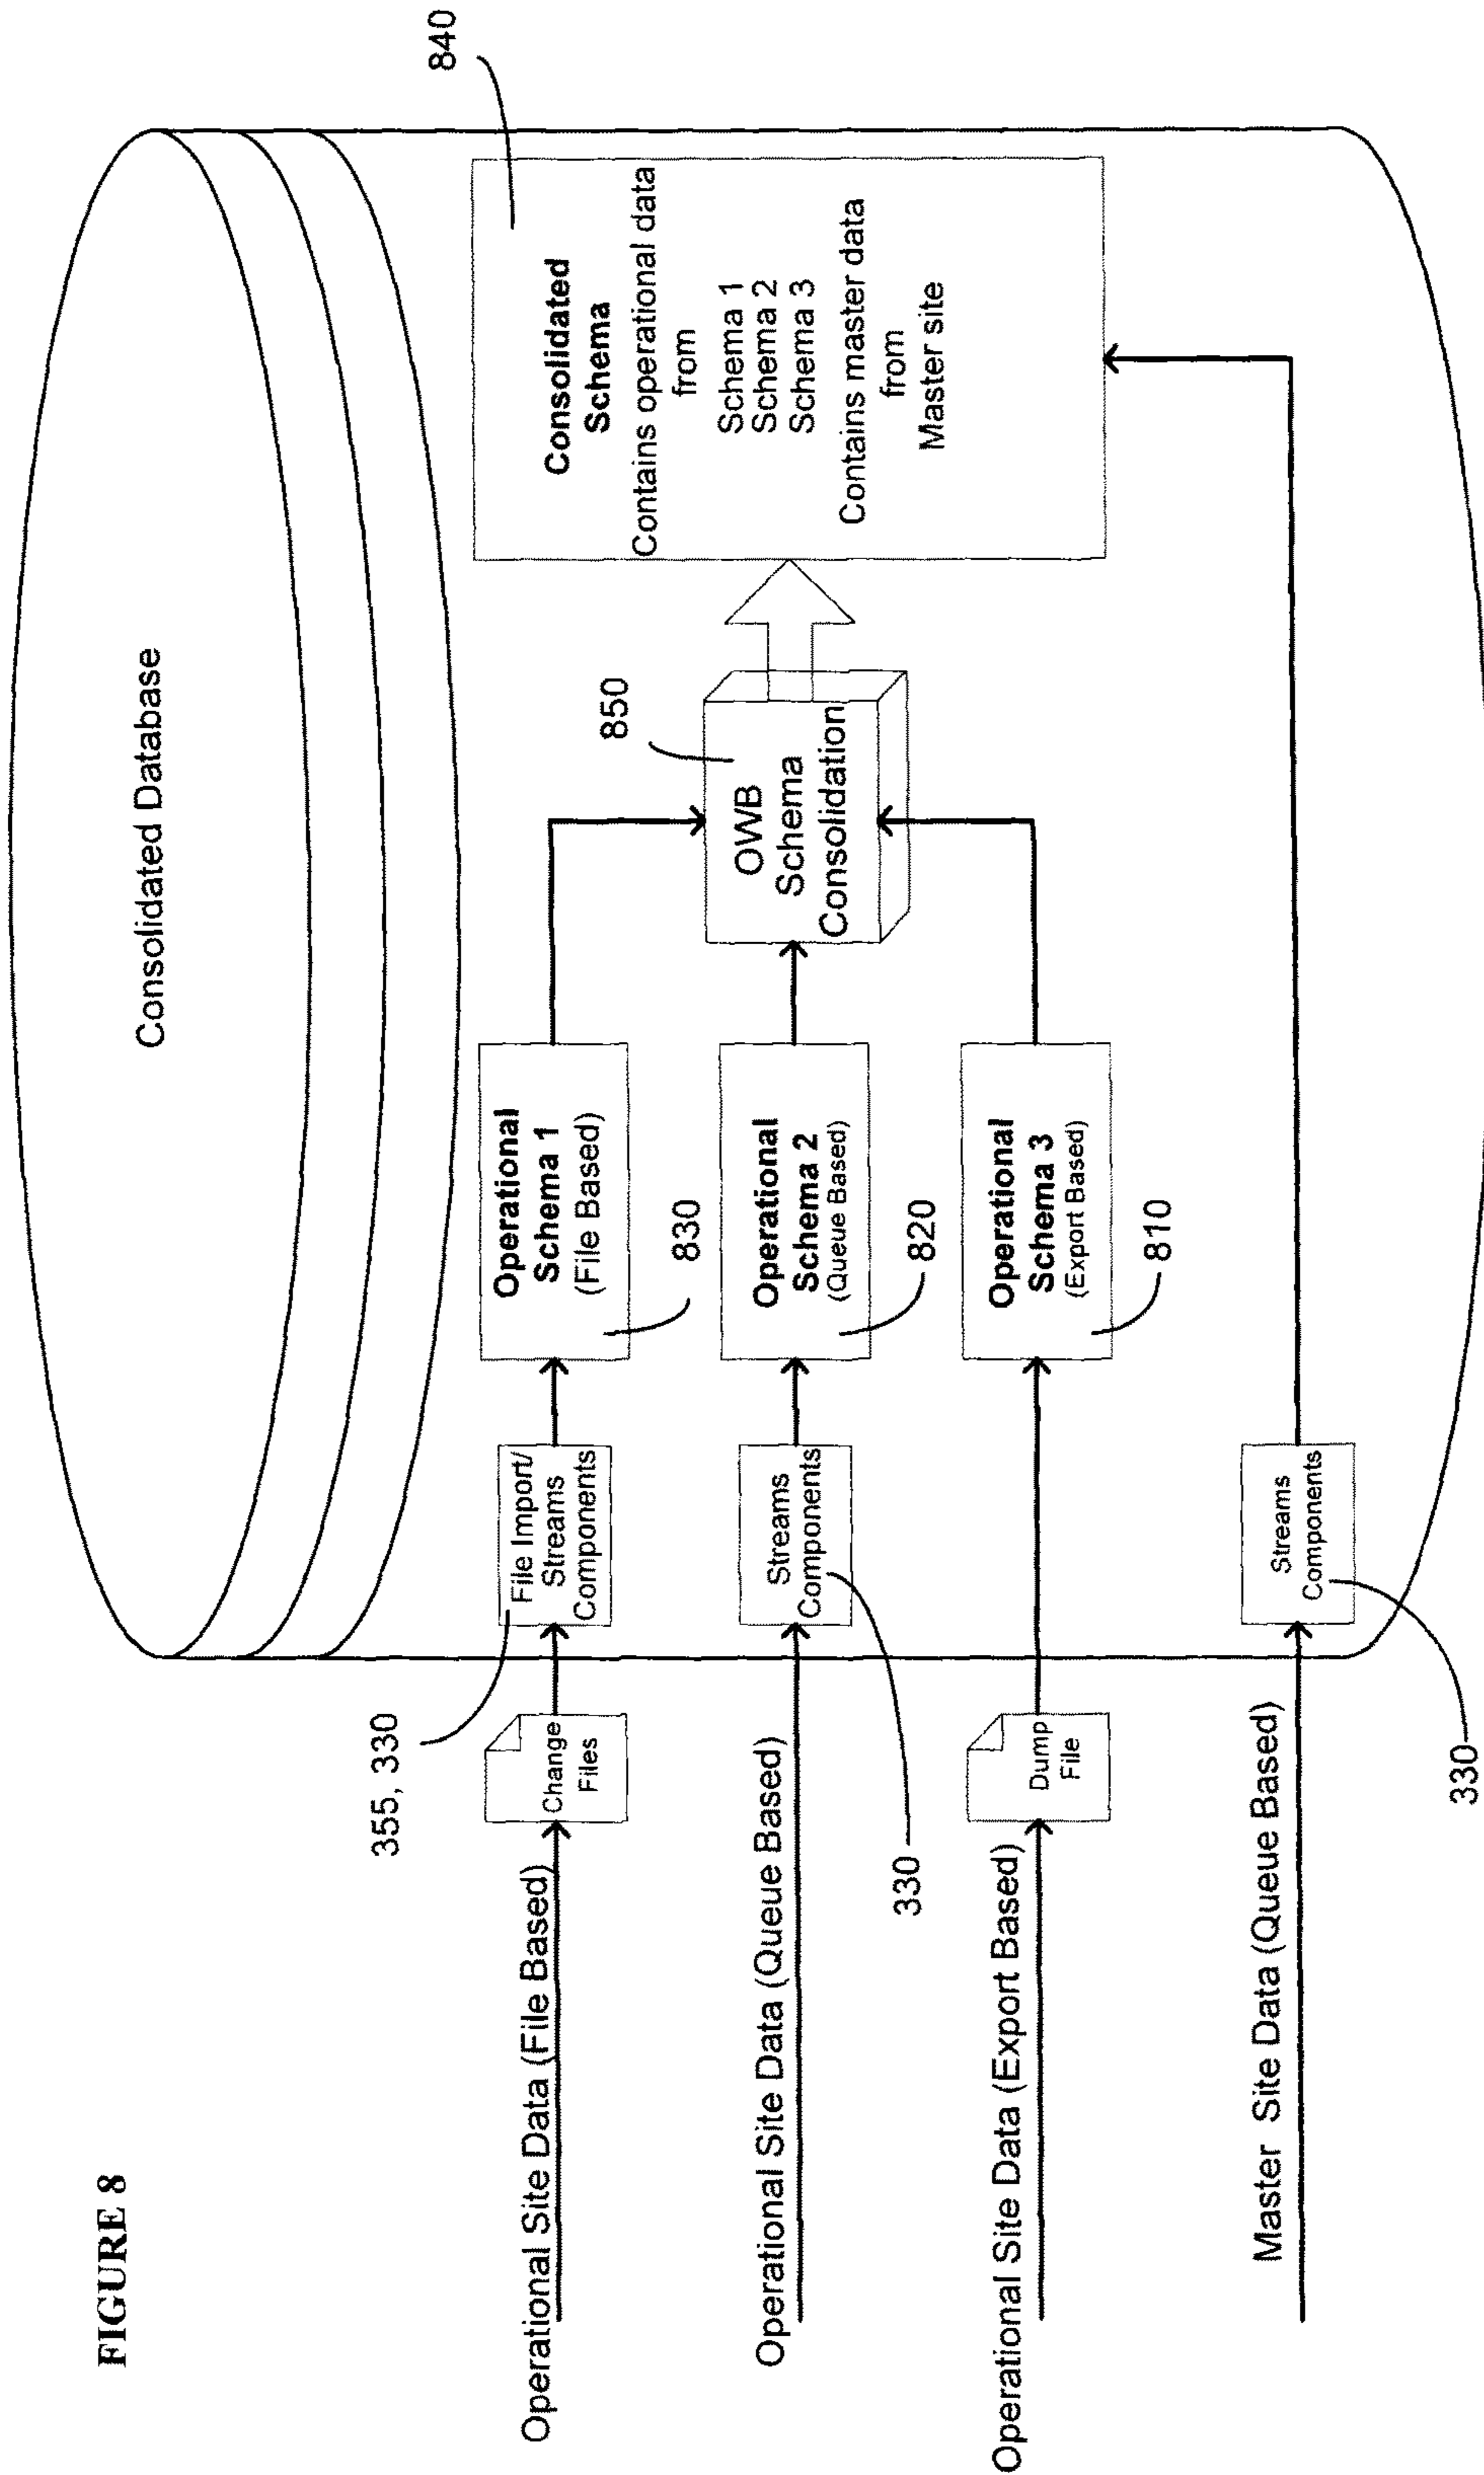 FIGURE 8
Consolidated Database
840
Consolidated
Schema
Contains operational data
from
Schema 1
Schema 2
Schema 3
Contains master data
from
Master site
850
OWB
Schema
Consolidation
Operational
Schema 1
(File Based)
830
Operational
Schema 2
(Queue Based)
820
Operational
Schema 3
(Export Based)
810
355, 330
File Import/
Streams
Components
Change
Files
Operational Site Data (File Based)
Streams
Components
330
Operational Site Data (Queue Based)
Dump
File
Operational Site Data (Export Based)
Streams
Components
330
Master Site Data (Queue Based)